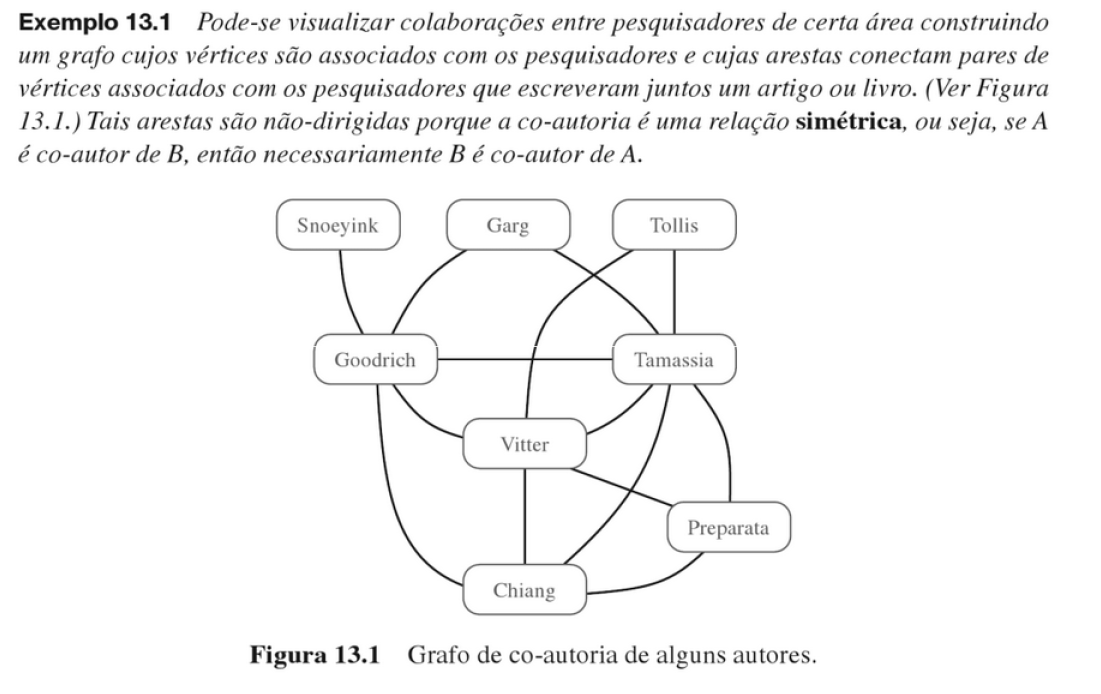 Exemplo 13.1 Pode-se visualizar colaborações entre pesquisadores de certa área construindo
um grafo cujos vértices são associados com os pesquisadores e cujas arestas conectam pares de
vértices associados com os pesquisadores que escreveram juntos um artigo ou livro. (Ver Figura
13.1.) Tais arestas são não-dirigidas porque a co-autoria é uma relação simétrica, ou seja, se A
é co-autor de B, então necessariamente B é co-autor de A.
Snoeyink
Garg
Tollis
Goodrich
Tamassia
Vitter
Preparata
Chiang
Figura 13.1 Grafo de co-autoria de alguns autores.